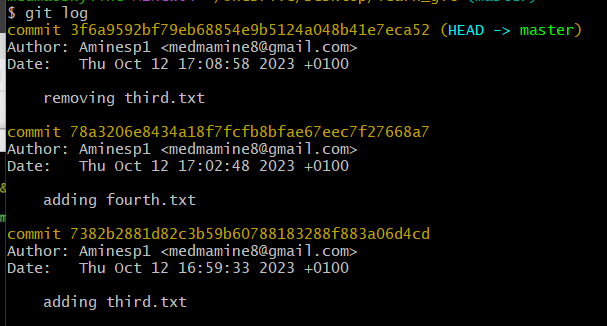 $ git log
commit 3f6a9592bf79eb68854e9b5124a048b41e7eca52 (HEAD -> master)
Author: Aminesp1 <medmamine8@gmail.com>
Date:   Thu Oct 12 17:08:58 2023 +0100
removing third.txt
commit 78a3206e8434a18f7fcfb8bfae67eec7f27668a7
Author: Aminesp1 <medmamine8@gmail.com>
Date:   Thu Oct 12 17:02:48 2023 +0100
adding fourth.txt
commit 7382b2881d82c3b59b60788183288f883a06d4cd
Author: Aminesp1 <medmamine8@gmail.com>
Date:   Thu Oct 12 16:59:33 2023 +0100
adding third.txt